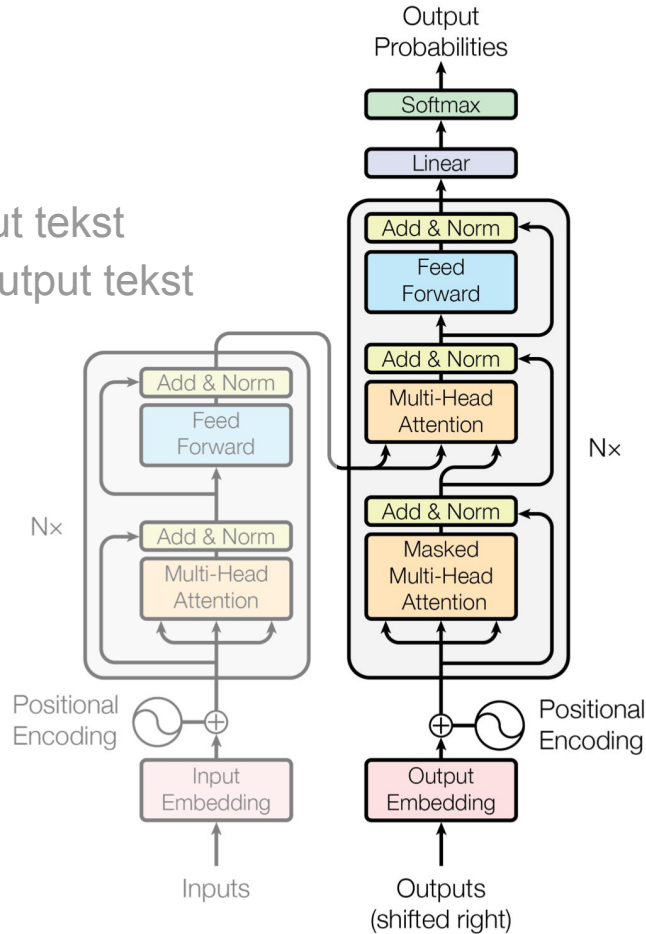 Output
Probabilities
Softmax
Linear
Add & Norm
Feed
Forward
Add & Norm
Multi-Head
Attention
Nx
Add & Norm
Masked
Multi-Head
Attention
Positional
Encoding
Output
Embedding
Outputs
(shifted right)
tekst
utput tekst
Add & Norm
Feed
Forward
Nx
Add & Norm
Multi-Head
Attention
Positional
Encoding
Input
Embedding
Inputs